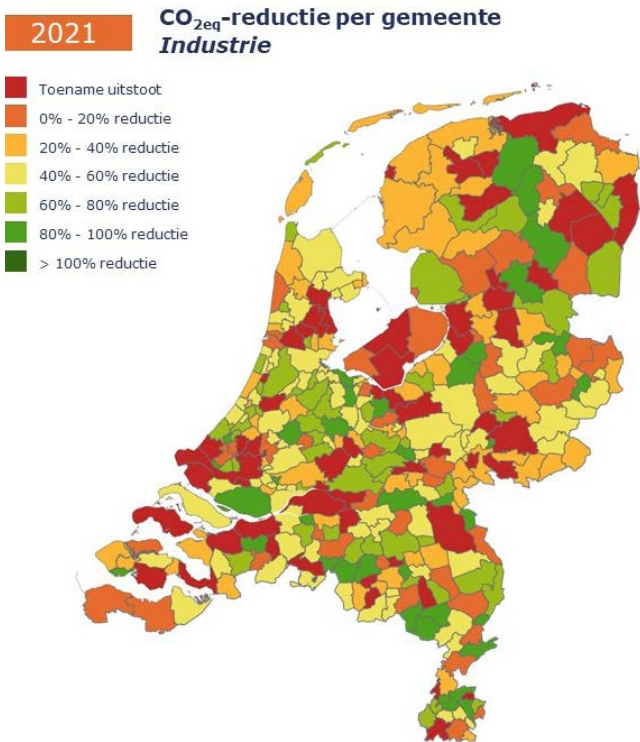 2021
CO2eq-reductie per gemeente
Industrie
Toename uitstoot
0% - 20% reductie
20% - 40% reductie
40% - 60% reductie
60% - 80% reductie
80% - 100% reductie
> 100% reductie